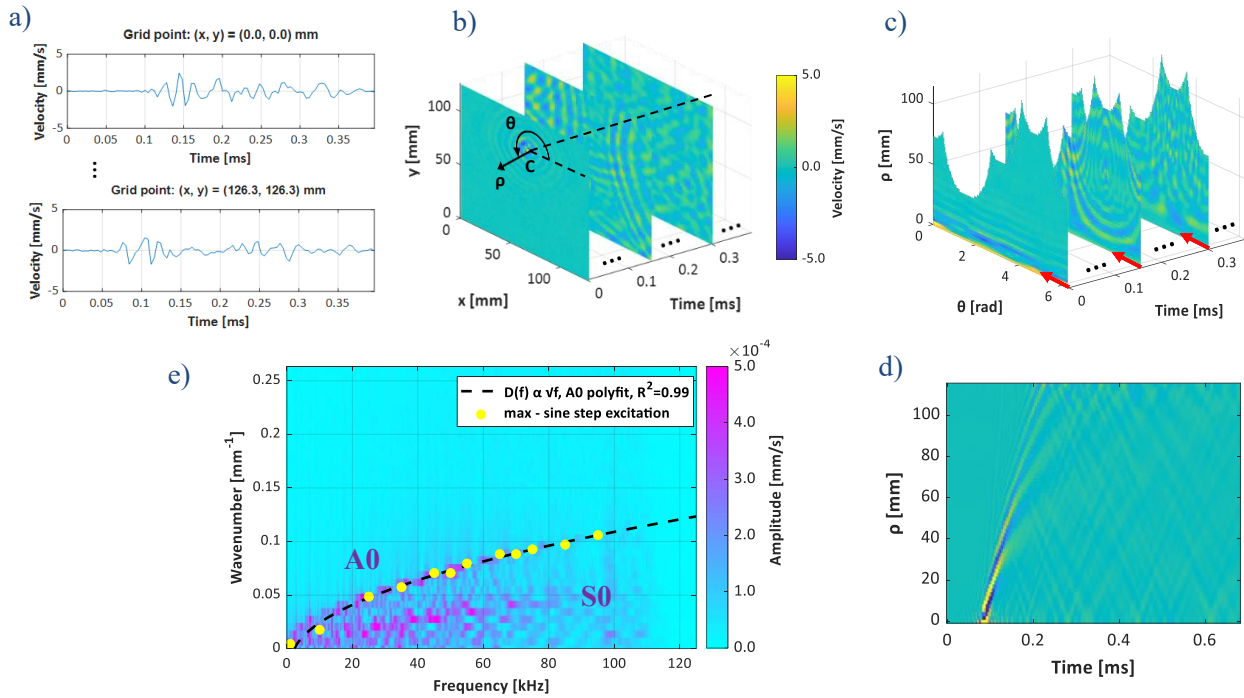 a)
Grid point: (x, y) = (0.0, 0.0) mm
Velocity [mm/s]
5
0
-5
0 0.05 0.1 0.15 0.2 0.25 0.3 0.35
Time [ms]
Grid point: (x, y) = (126.3, 126.3) mm
Velocity [mm/s]
5
0
-5
0 0.05 0.1 0.15 0.2 0.25 0.3 0.35
Time [ms]
b)
y [mm]
100
50
0
θ
C
ρ
0
50
100
x [mm]
0 0.1 0.2 0.3
Time [ms]
5.0
0.0
-5.0
Velocity [mm/s]
c)
ρ [mm]
100
50
0
0
2
4
6
θ [rad]
0 0.1 0.2 0.3
Time [ms]
e)
Wavenumber [mm-1]
0.25
0.2
0.15
0.1
0.05
0
D(f) α √f, A0 polyfit, R2=0.99
max - sine step excitation
A0
S0
0 20 40 60 80 100 120
Frequency [kHz]
×10-4
5.0
4.0
2.0
0.0
Amplitude [mm/s]
d)
ρ [mm]
100
80
60
40
20
0
0 0.2 0.4 0.6
Time [ms]